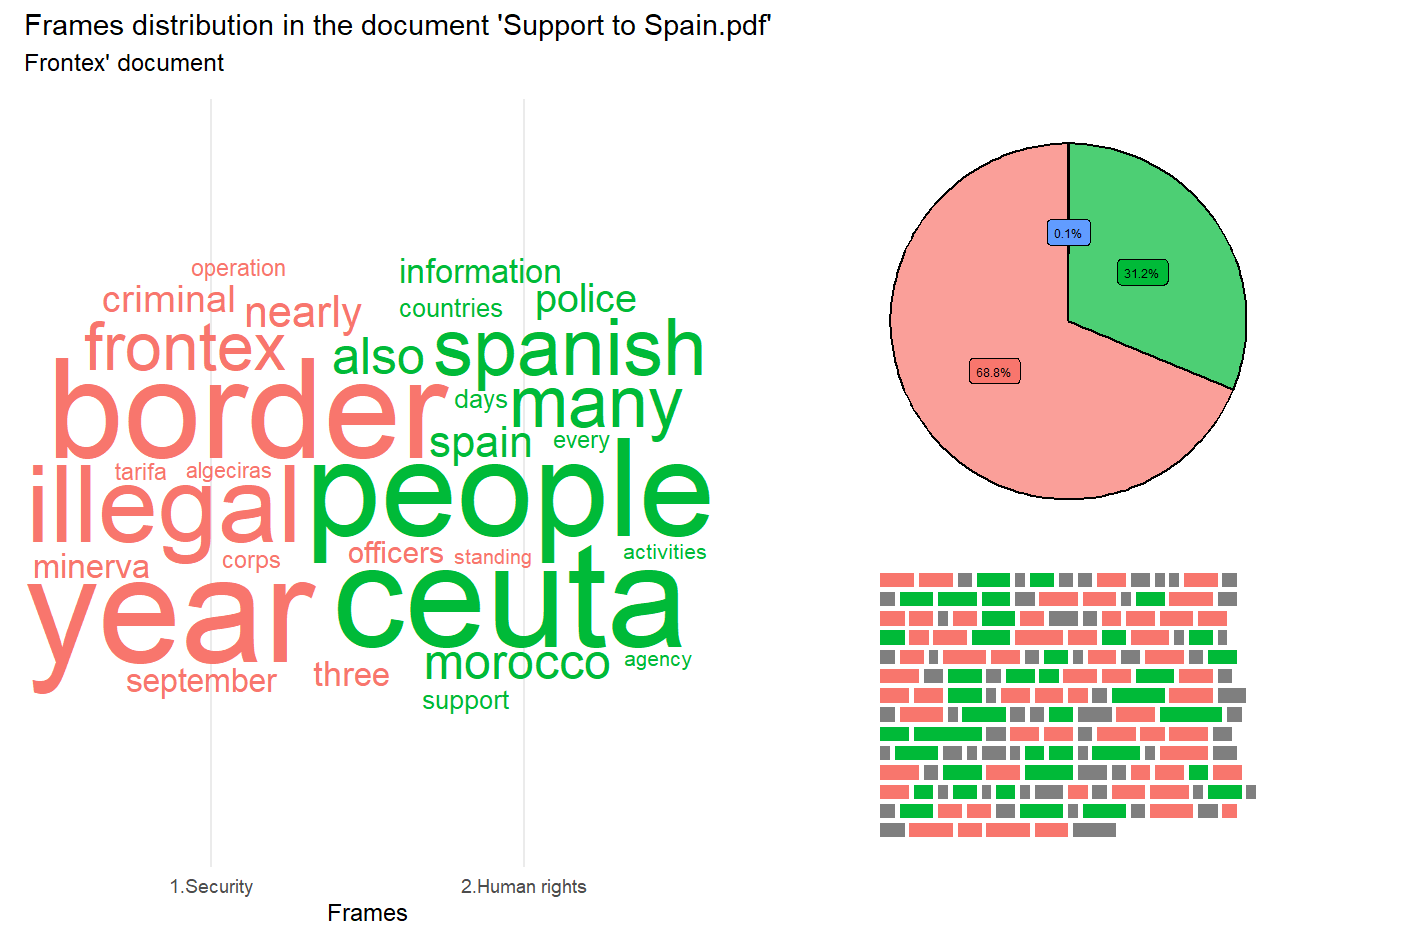 Frames distribution in the document 'Support to Spain.pdf'
Frontex' document
operation
information
criminal
nearly
countries
police
frontex
also
spanish
border
days
many
spain
every
illegal
tarifa
algeciras
people
minerva
corps
officers
standing
activities
year
ceuta
september
three
morocco
agency
support
1.Security
2.Human rights
Frames
0.1%
31.2%
68.8%